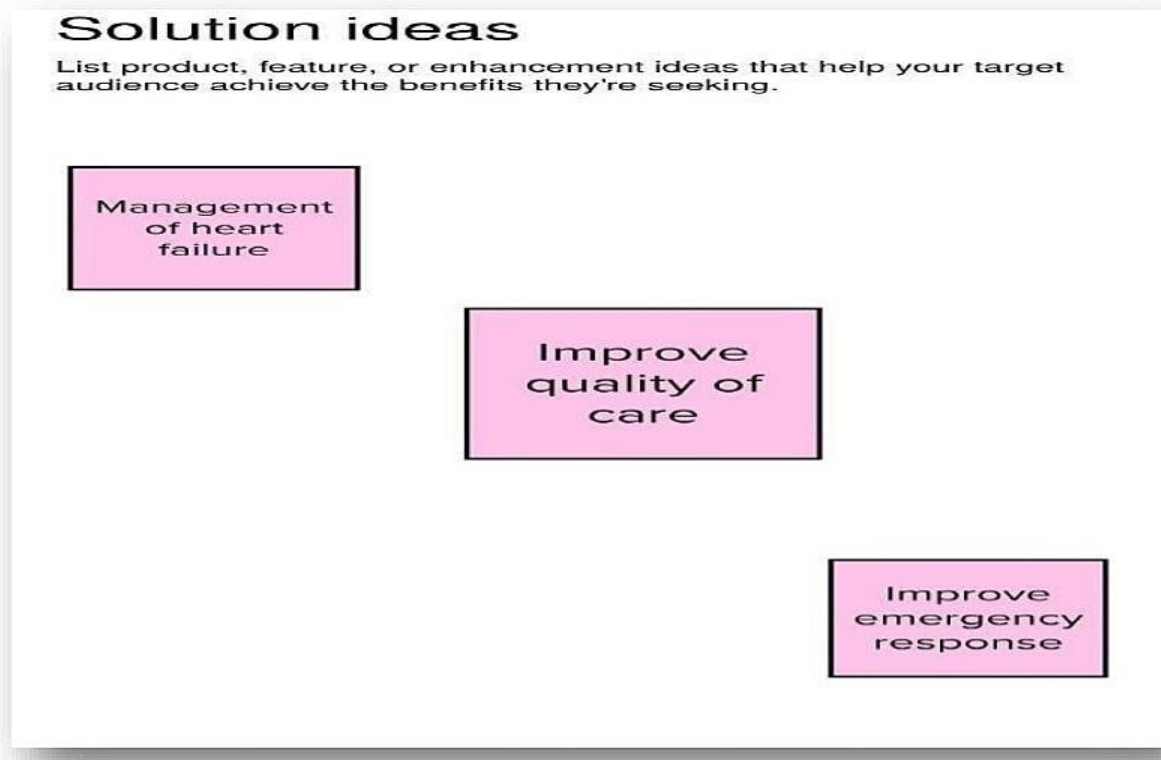 Solution ideas
List product, feature, or enhancement ideas that help your target
audience achieve the benefits they're seeking.
Management
of heart
failure
Improve
quality of
care
Improve
emergency
response